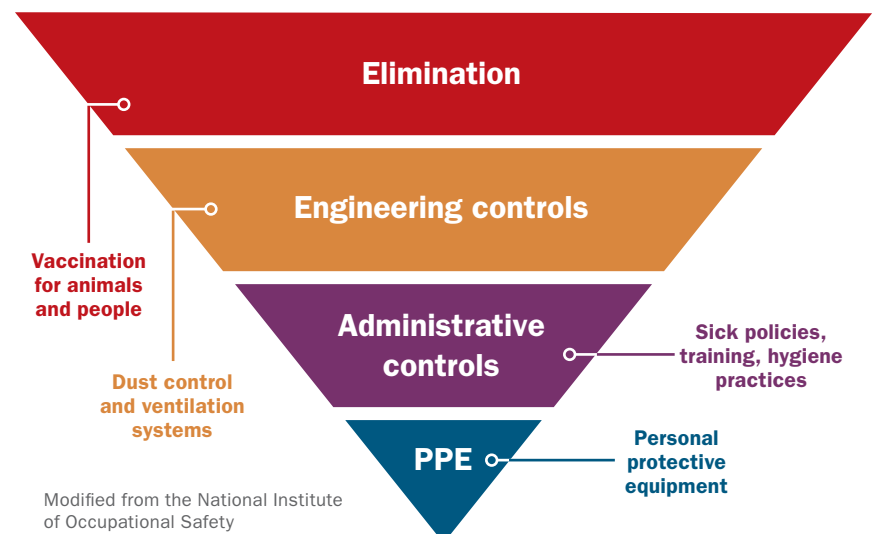 Elimination
Engineering controls
Administrative
controls
PPE
Vaccination
for animals
and people
Dust control
and ventilation
systems
Sick policies,
training, hygiene
practices
Personal
protective
equipment
Modified from the National Institute
of Occupational Safety